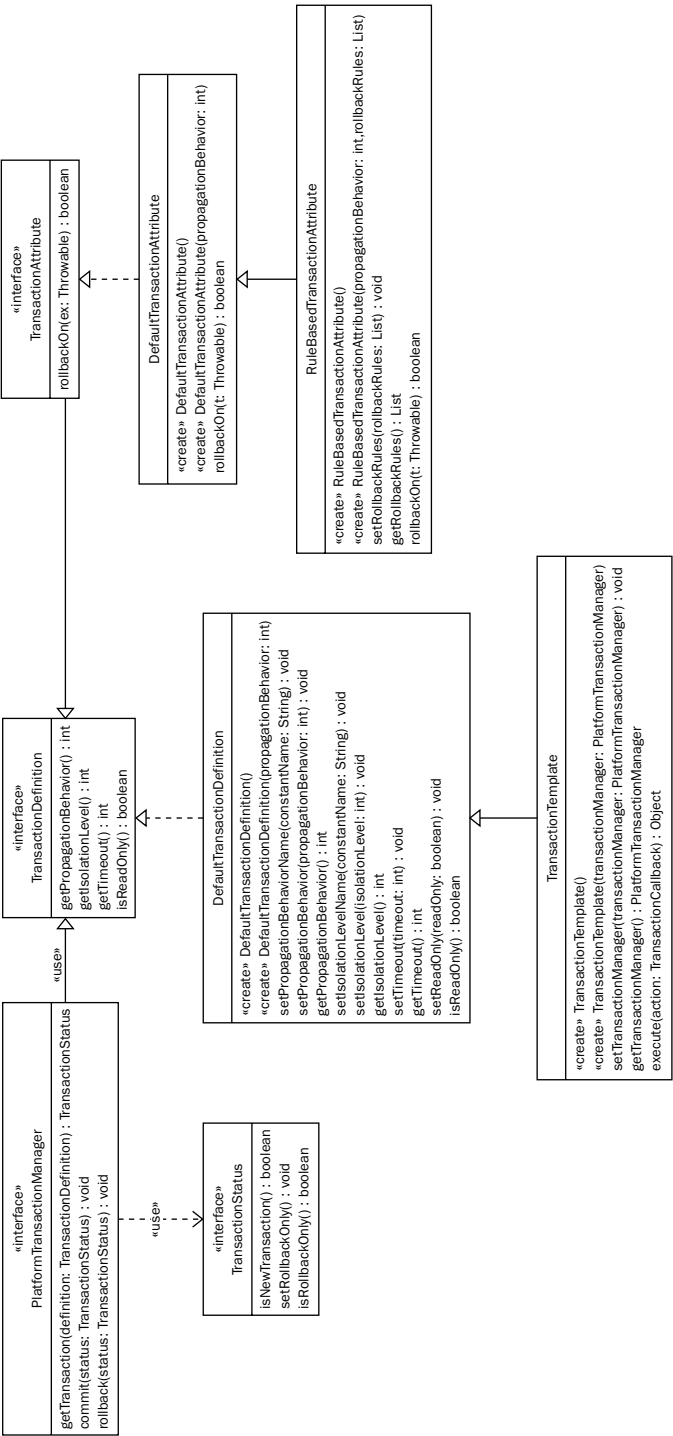 «interface»
PlatformTransactionManager
getTransaction(definition: TransactionDefinition) : TransactionStatus
commit(status: TransactionStatus) : void
rollback(status: TransactionStatus) : void
«use»
«interface»
TransactionDefinition
getPropagationBehavior() : int
getIsolationLevel() : int
getTimeout() : int
isReadOnly() : boolean
«interface»
TransactionAttribute
rollbackOn(ex: Throwable) : boolean
«use»
«interface»
TransactionStatus
isNewTransaction() : boolean
setRollbackOnly() : void
isRollbackOnly() : boolean
DefaultTransactionDefinition
«create» DefaultTransactionDefinition()
«create» DefaultTransactionDefinition(propagationBehavior: int)
setPropagationBehaviorName(constantName: String) : void
setPropagationBehavior(propagationBehavior: int) : void
getPropagationBehavior() : int
setIsolationLevelName(constantName: String) : void
setIsolationLevel(isolationLevel: int) : void
getIsolationLevel() : int
setTimeout(timeout: int) : void
getTimeout() : int
setReadOnly(readOnly: boolean) : void
isReadOnly() : boolean
DefaultTransactionAttribute
«create» DefaultTransactionAttribute()
«create» DefaultTransactionAttribute(propagationBehavior: int)
rollbackOn(t: Throwable) : boolean
RuleBasedTransactionAttribute
«create» RuleBasedTransactionAttribute()
«create» RuleBasedTransactionAttribute(propagationBehavior: int,rollbackRules: List)
setRollbackRules(rollbackRules: List) : void
getRollbackRules() : List
rollbackOn(t: Throwable) : boolean
TransactionTemplate
«create» TransactionTemplate()
«create» TransactionTemplate(transactionManager: PlatformTransactionManager)
setTransactionManager(transactionManager: PlatformTransactionManager) : void
getTransactionManager() : PlatformTransactionManager
execute(action: TransactionCallback) : Object